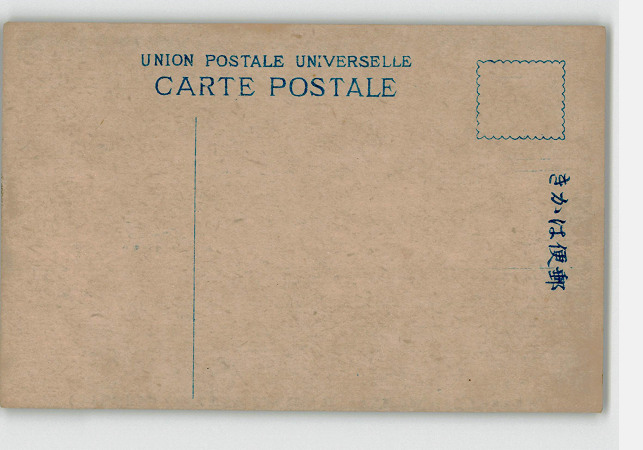 UNION POSTALE UNIVERSELLE
CARTE POSTALE
きかは便郵